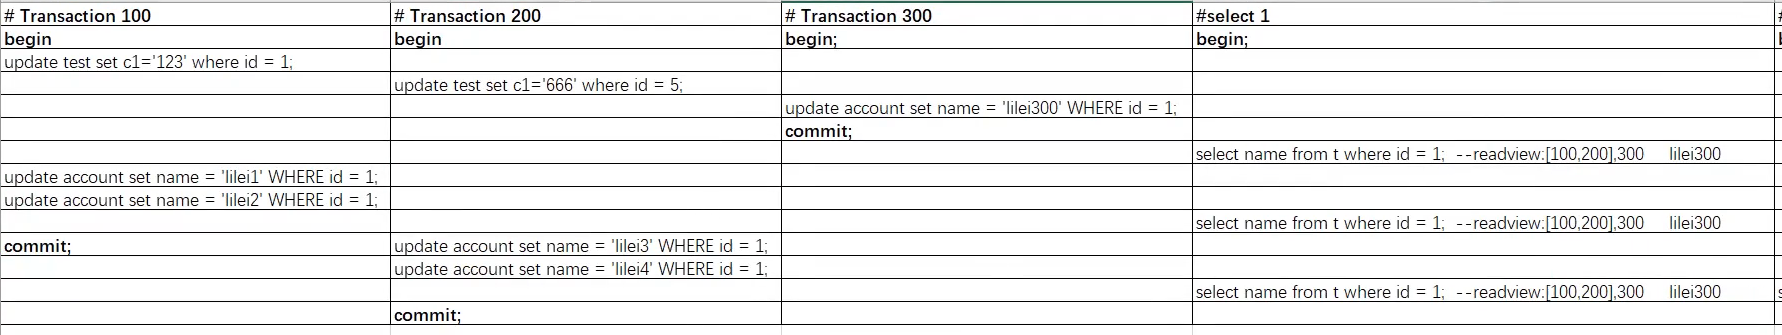 # Transaction 100 # Transaction 200 # Transaction 300 #select 1
begin begin begin; begin;
update test set c1='123' where id = 1;
update test set c1='666' where id = 5;
update account set name = 'lilei300' WHERE id = 1;
commit;
select name from t where id = 1; --readview:[100,200],300 lilei300
update account set name = 'lilei1' WHERE id = 1;
update account set name = 'lilei2' WHERE id = 1;
select name from t where id = 1; --readview:[100,200],300 lilei300
commit; update account set name = 'lilei3' WHERE id = 1;
update account set name = 'lilei4' WHERE id = 1;
select name from t where id = 1; --readview:[100,200],300 lilei300
commit;